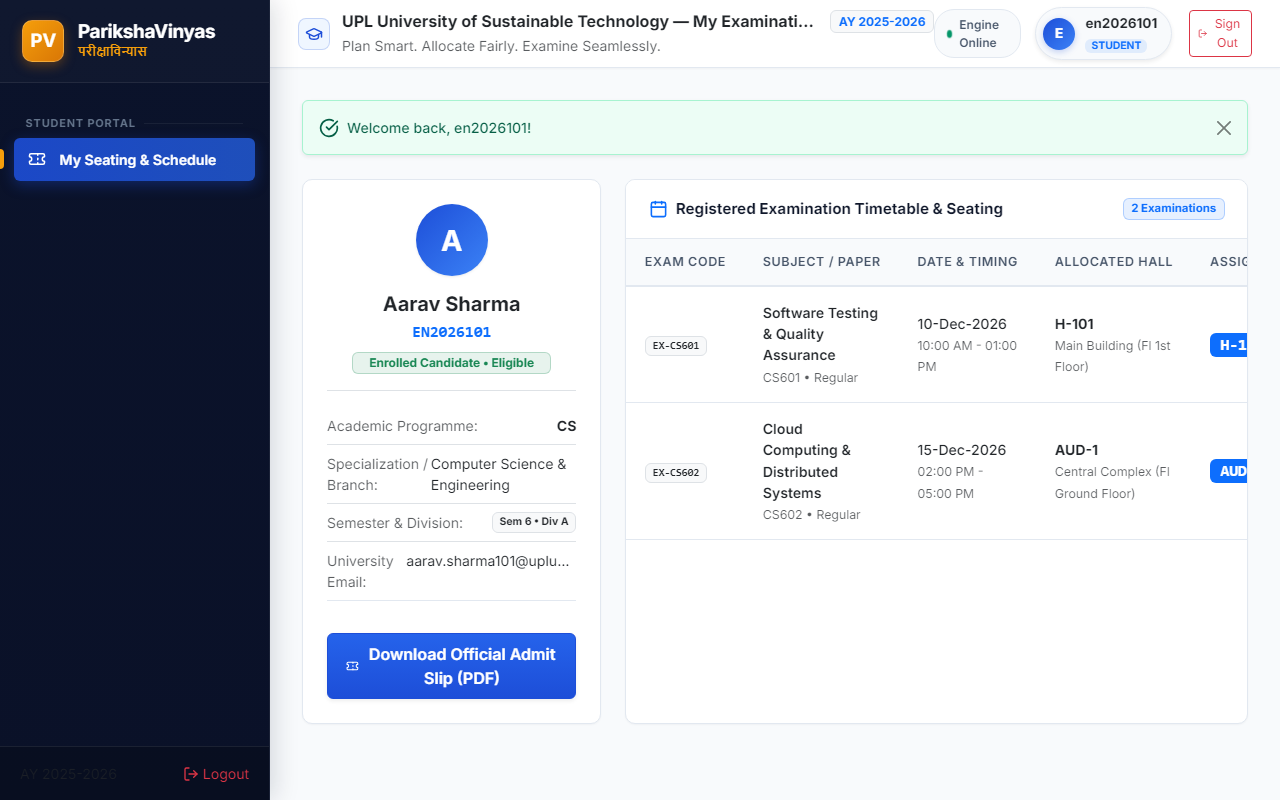 PV
ParikshaVinyas
परीक्षाविन्यास
STUDENT PORTAL
My Seating & Schedule
AY 2025-2026
Logout
UPL University of Sustainable Technology — My Examinati...
Plan Smart. Allocate Fairly. Examine Seamlessly.
AY 2025-2026
Engine
Online
E
en2026101
STUDENT
Sign
Out
Welcome back, en2026101!
A
Aarav Sharma
EN2026101
Enrolled Candidate • Eligible
Academic Programme: CS
Specialization / Computer Science &
Branch: Engineering
Semester & Division: Sem 6 • Div A
University aarav.sharma101@uplu...
Email:
Download Official Admit
Slip (PDF)
Registered Examination Timetable & Seating
2 Examinations
EXAM CODE SUBJECT / PAPER DATE & TIMING ALLOCATED HALL ASSIG
EX-CS601
Software Testing
& Quality
Assurance
CS601 • Regular
10-Dec-2026
10:00 AM - 01:00
PM
H-101
Main Building (Fl 1st
Floor)
H-1
EX-CS602
Cloud
Computing &
Distributed
Systems
CS602 • Regular
15-Dec-2026
02:00 PM -
05:00 PM
AUD-1
Central Complex (Fl
Ground Floor)
AUD